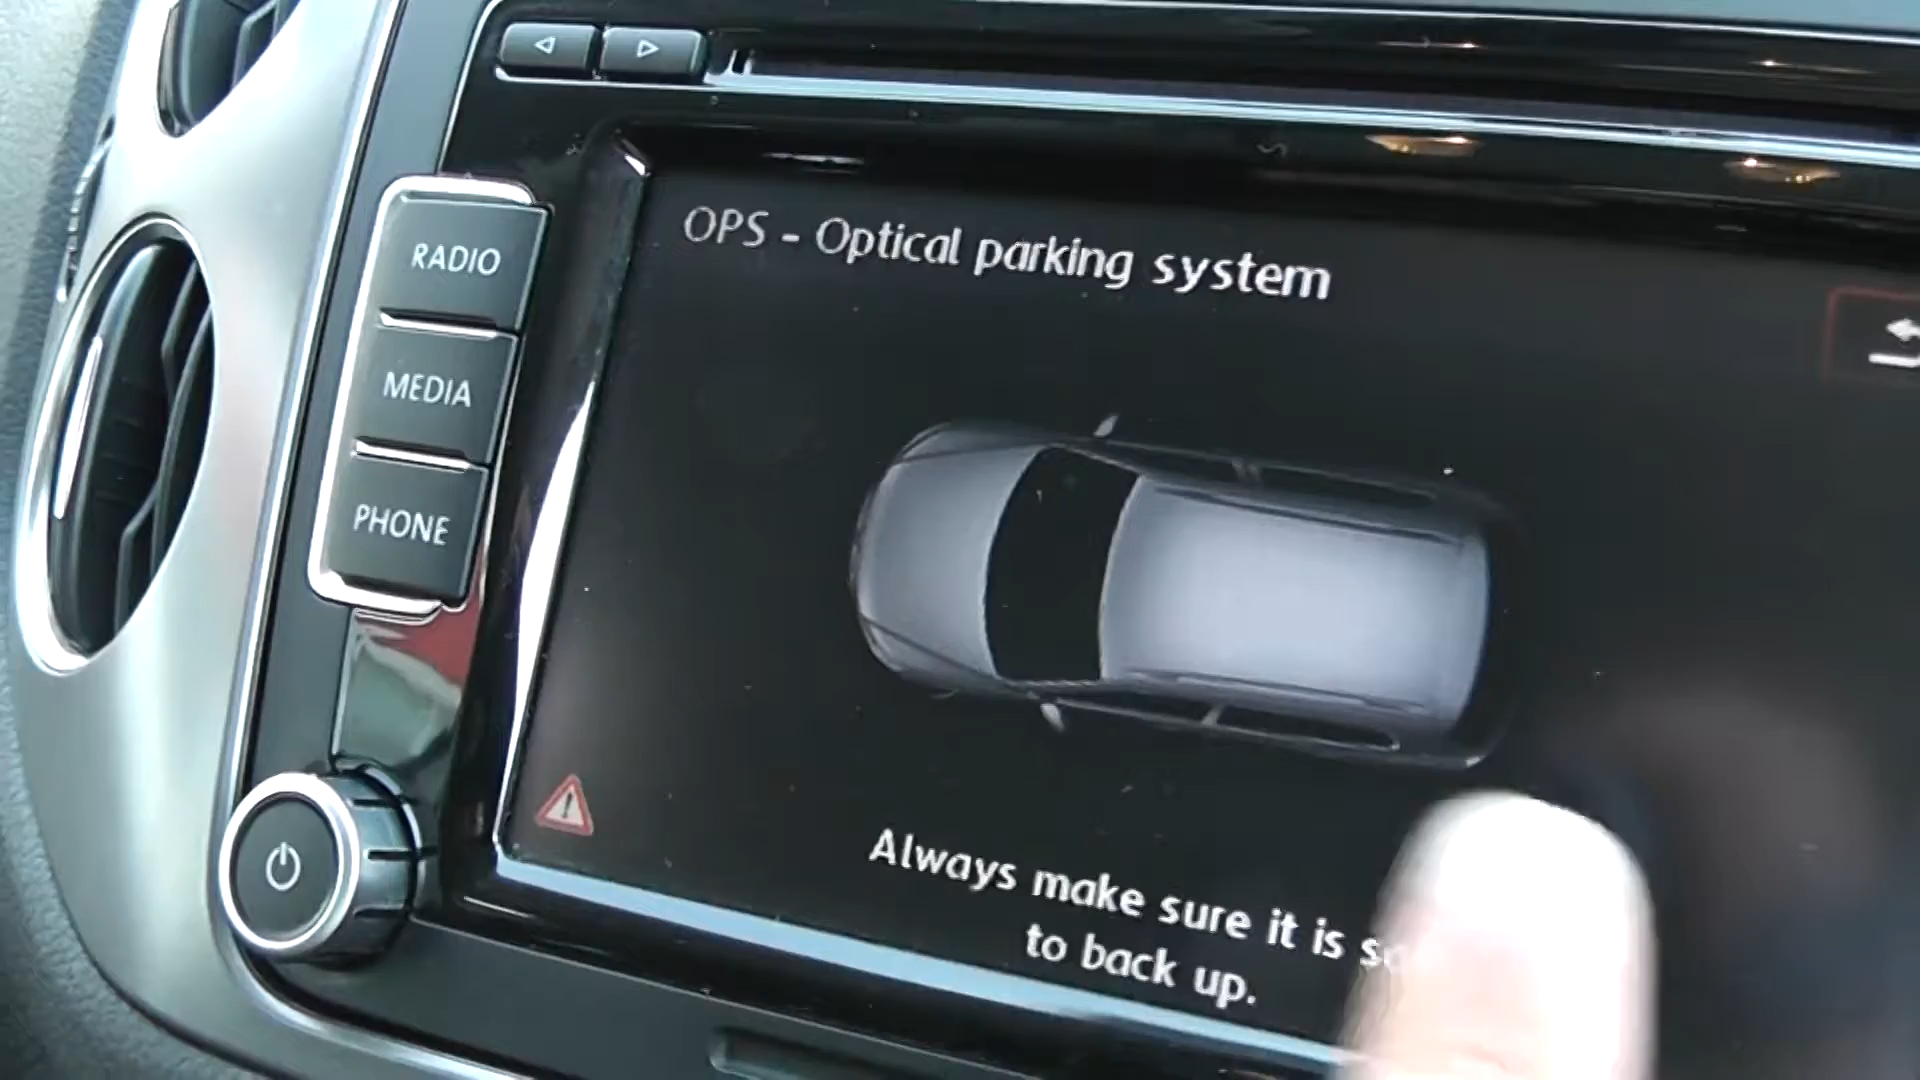 OPS - Optical parking system
RADIO
MEDIA
PHONE
Always make sure it is
to back up.